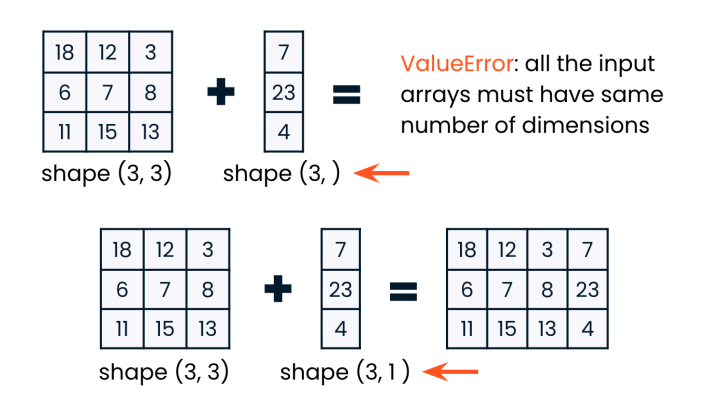 18 12 3
6 7 8
11 15 13
+
7
23
4
=
ValueError: all the input
arrays must have same
number of dimensions
shape (3, 3)
shape (3, )
18 12 3
6 7 8
11 15 13
+
7
23
4
=
18 12 3 7
6 7 8 23
11 15 13 4
shape (3, 3)
shape (3, 1 )